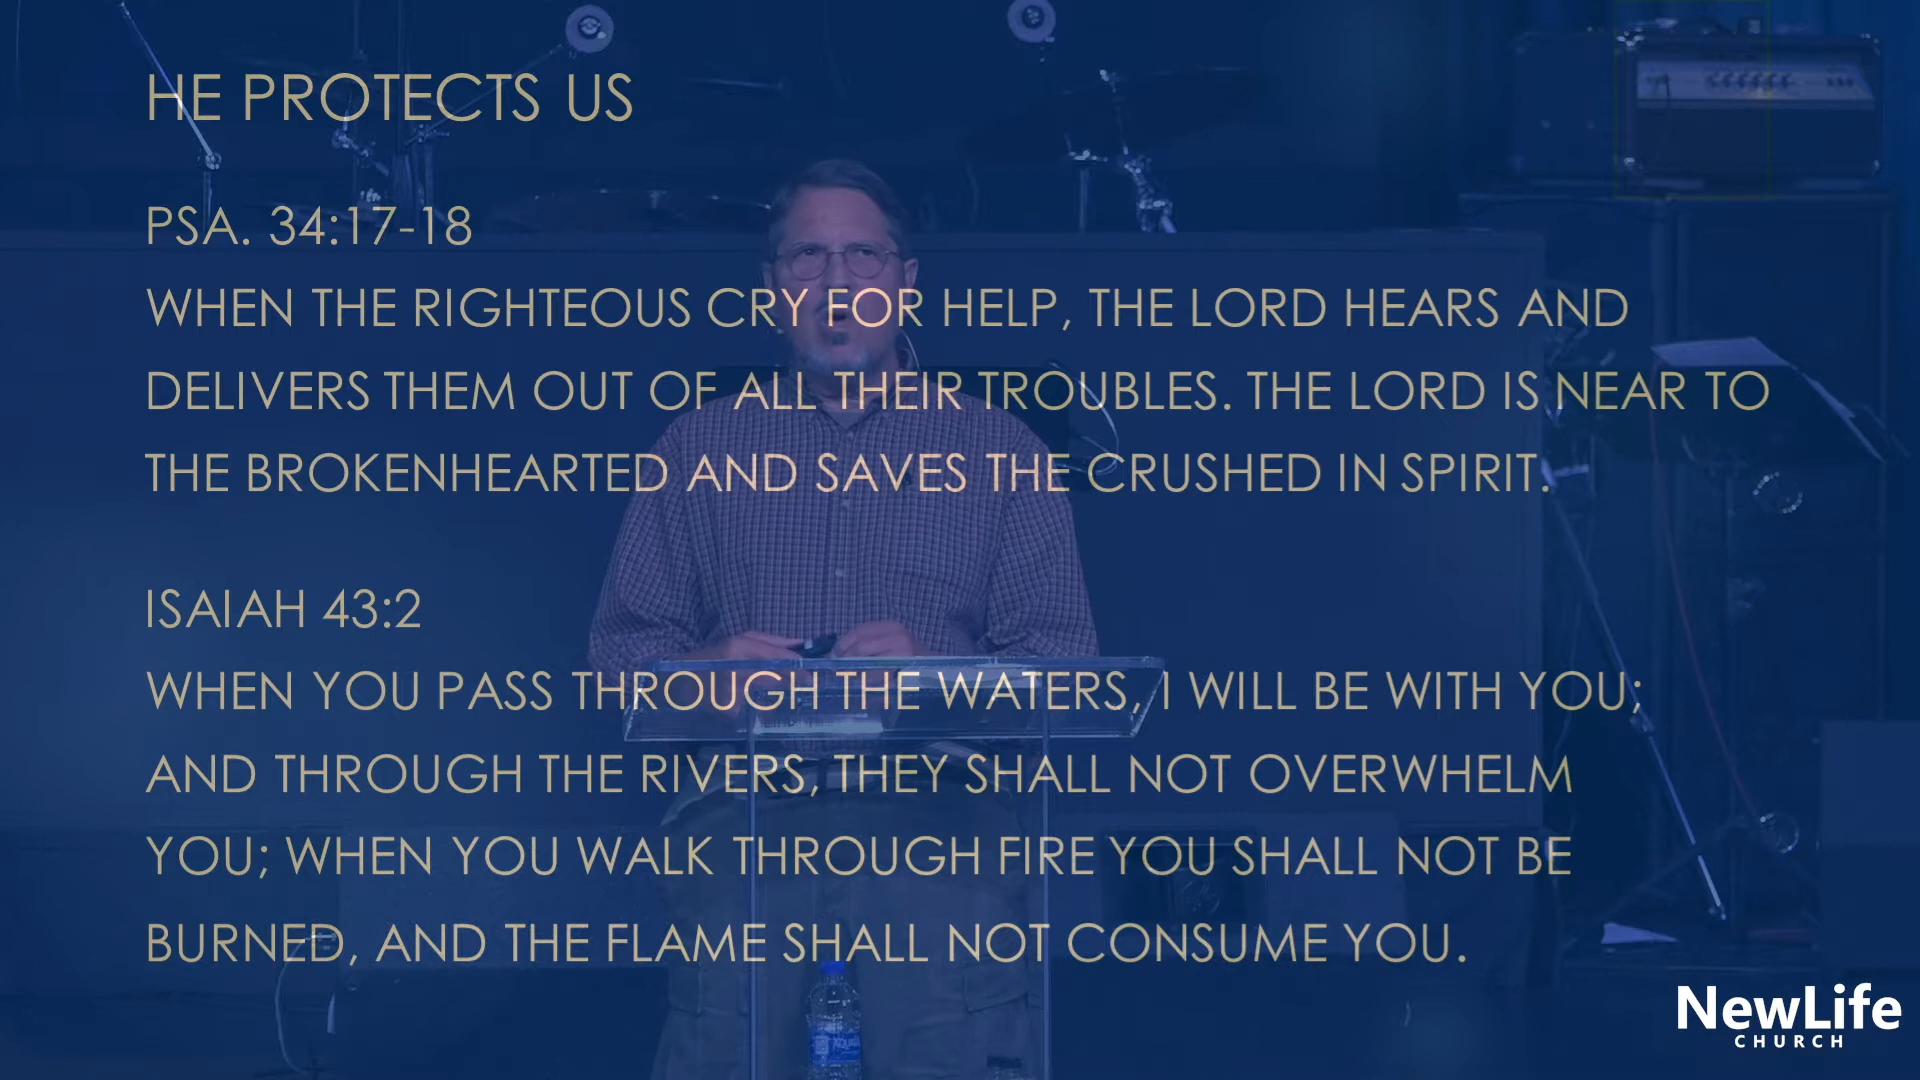 HE PROTECTS US
PSA. 34:17-18
WHEN THE RIGHTEOUS CRY FOR HELP, THE LORD HEARS AND
DELIVERS THEM OUT OF ALL THEIR TROUBLES. THE LORD IS NEAR TO
THE BROKENHEARTED AND SAVES THE CRUSHED IN SPIRIT.
ISAIAH 43:2
WHEN YOU PASS THROUGH THE WATERS, I WILL BE WITH YOU;
AND THROUGH THE RIVERS, THEY SHALL NOT OVERWHELM
YOU; WHEN YOU WALK THROUGH FIRE YOU SHALL NOT BE
BURNED, AND THE FLAME SHALL NOT CONSUME YOU.
NewLife
CHURCH